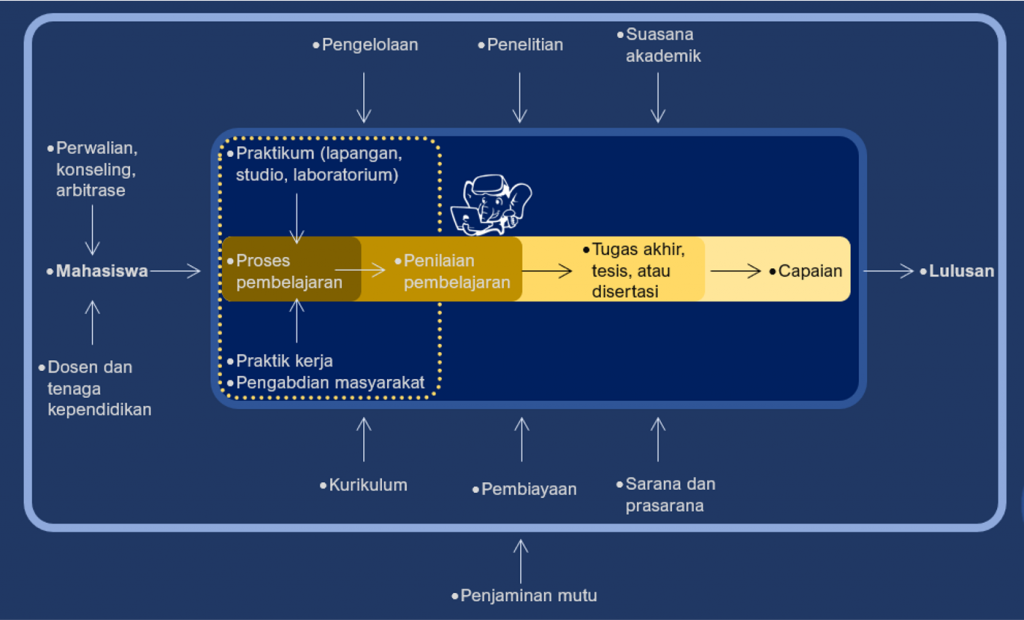 •Pengelolaan
•Penelitian
•Suasana
akademik
•Perwalian,
konseling,
arbitrase
•Praktikum (lapangan,
studio, laboratorium)
•Mahasiswa
•Proses
pembelajaran
•Penilaian
pembelajaran
•Tugas akhir,
tesis, atau
disertasi
•Capaian
•Lulusan
•Dosen dan
tenaga
kependidikan
•Praktik kerja
•Pengabdian masyarakat
•Kurikulum
•Pembiayaan
•Sarana dan
prasarana
•Penjaminan mutu